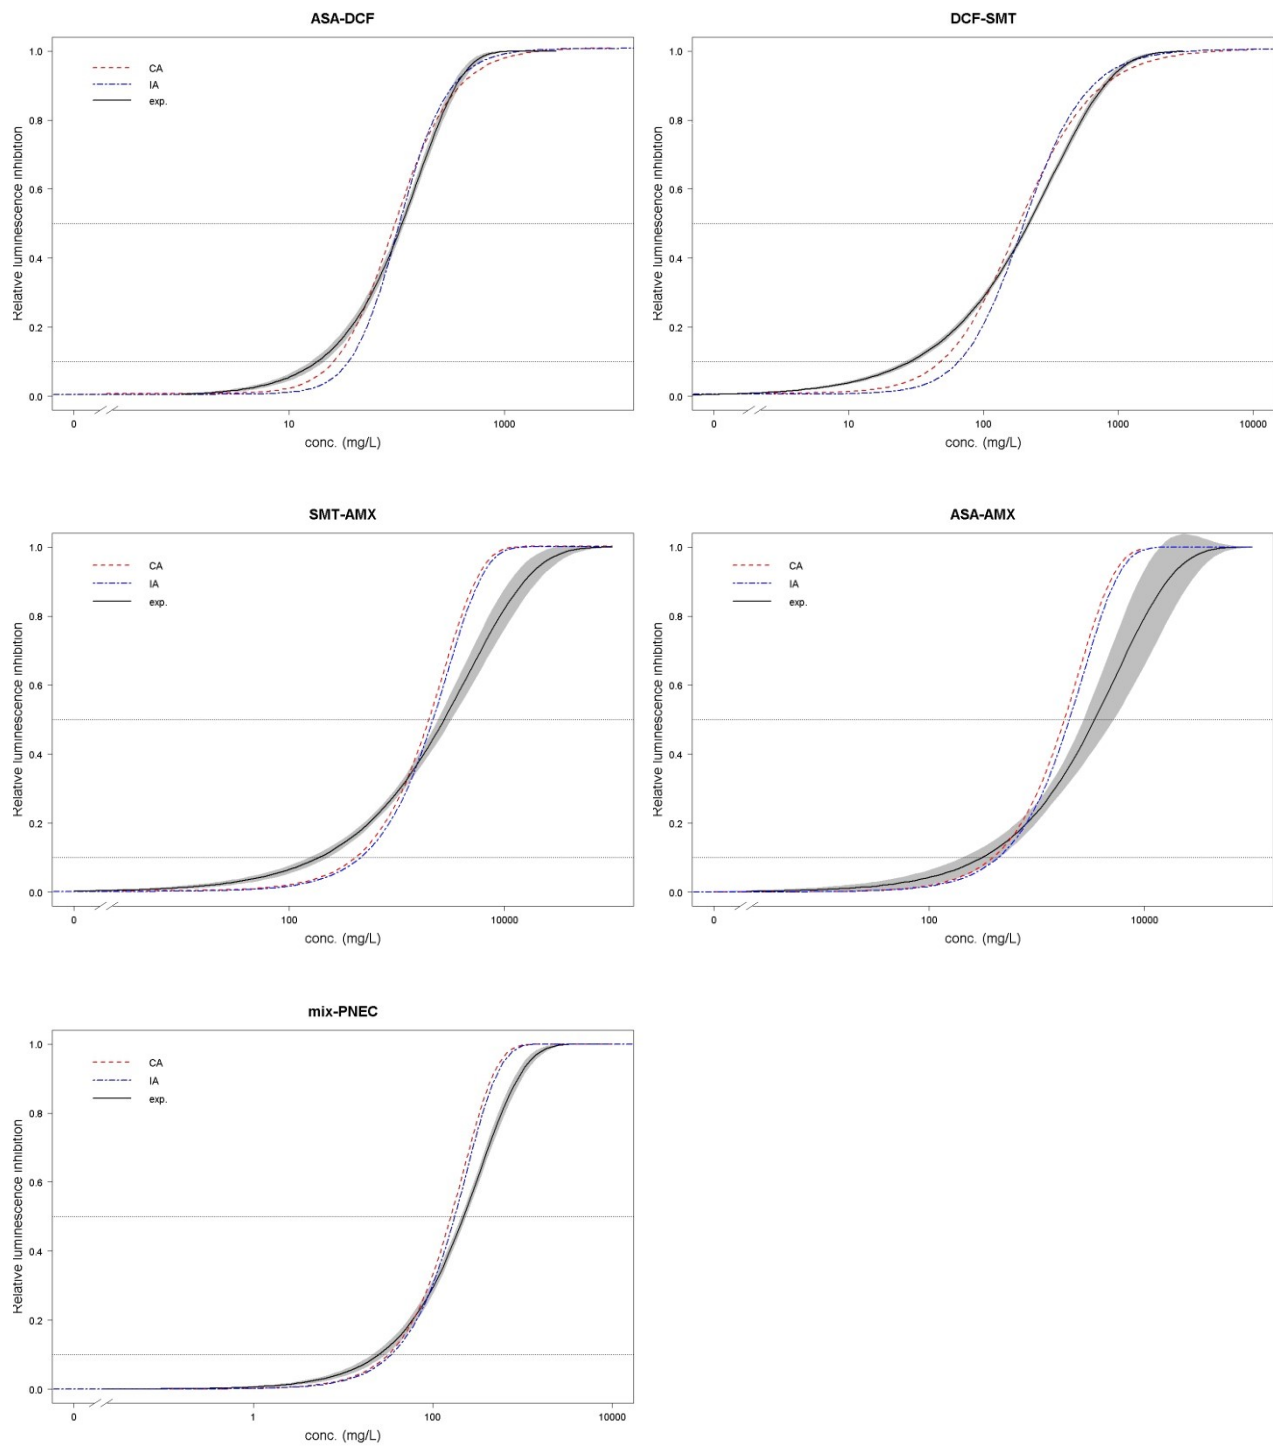 ASA-DCF
CA
IA
exp.
Relative luminescence inhibition
1.0
0.8
0.6
0.4
0.2
0.0
0 10 1000
conc. (mg/L)
DCF-SMT
CA
IA
exp.
Relative luminescence inhibition
1.0
0.8
0.6
0.4
0.2
0.0
0 10 100 1000 10000
conc. (mg/L)
SMT-AMX
CA
IA
exp.
Relative luminescence inhibition
1.0
0.8
0.6
0.4
0.2
0.0
0 100 10000
conc. (mg/L)
ASA-AMX
CA
IA
exp.
Relative luminescence inhibition
1.0
0.8
0.6
0.4
0.2
0.0
0 100 10000
conc. (mg/L)
mix-PNEC
CA
IA
exp.
Relative luminescence inhibition
1.0
0.8
0.6
0.4
0.2
0.0
0 1 100 10000
conc. (mg/L)